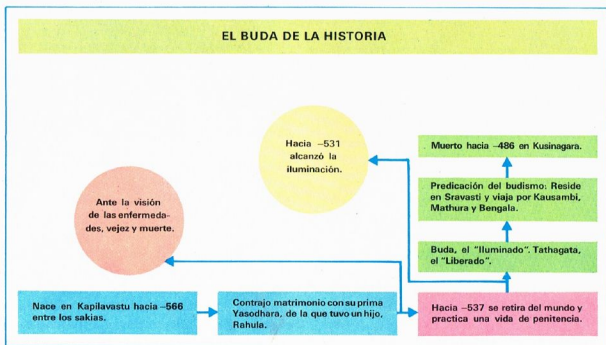 EL BUDA DE LA HISTORIA
Hacia –531
alcanzó la
iluminación.
Muerto hacia –486 en Kusinagara.
Ante la visión
de las enfermeda-
des, vejez y muerte.
Predicación del budismo: Reside
en Sravasti y viaja por Kausambi,
Mathura y Bengala.
Buda, el "Iluminado". Tathagata,
el "Liberado".
Nace en Kapilavastu hacia –566
entre los sakias.
Contrajo matrimonio con su prima
Yasodhara, de la que tuvo un hijo,
Rahula.
Hacia –537 se retira del mundo y
practica una vida de penitencia.